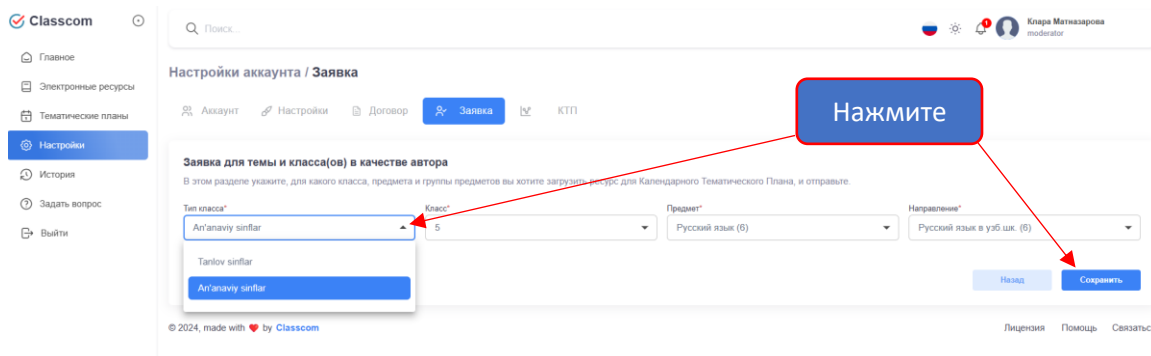 Classcom
Поиск...
Клара Матназарова
moderator
Главное
Электронные ресурсы
Тематические планы
Настройки
История
Задать вопрос
Выйти
Настройки аккаунта / Заявка
Аккаунт Настройки Договор Заявка КТП
Нажмите
Заявка для темы и класса(ов) в качестве автора
В этом разделе укажите, для какого класса, предмета и группы предметов вы хотите загрузить ресурс для Календарного Тематического Плана, и отправьте.
Тип класса* Класс* Предмет* Направление*
An'anaviy sinflar 5 Русский язык (6) Русский язык в узб.шк. (6)
Tanlov sinflar
An'anaviy sinflar
Назад Сохранить
© 2024, made with ❤ by Classcom Лицензия Помощь Связатьс